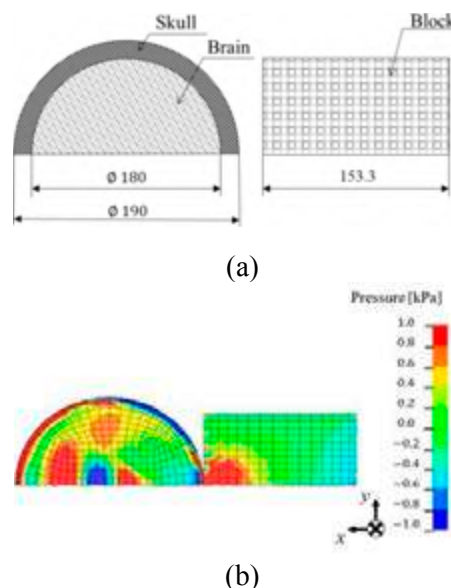 Skull
Block
Brain
Ø 180
153.3
Ø 190
(a)
Pressure [kPa]
1.0
0.8
0.6
0.4
0.2
0.0
−0.2
−0.4
−0.6
−0.8
−1.0
y
x
(b)